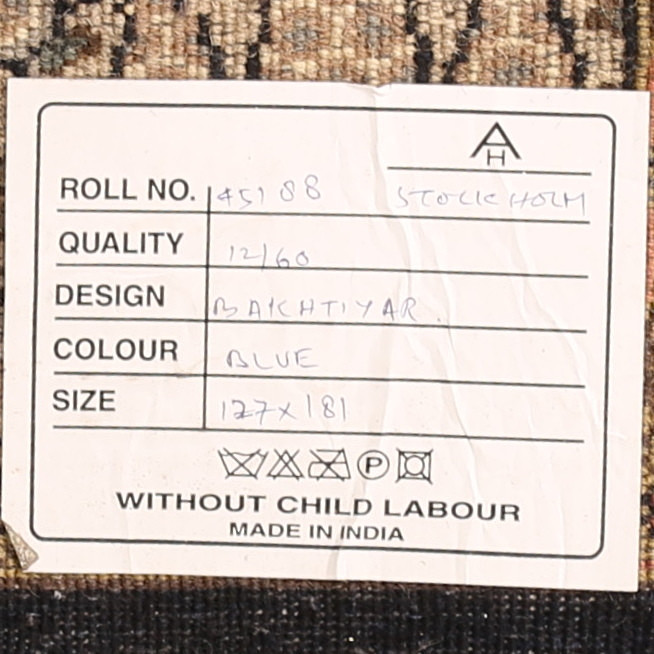 AH
ROLL NO. 45188 STOCKHOLM
QUALITY 12/60
DESIGN BAKHTIYAR.
COLOUR BLUE
SIZE 127X181
P
WITHOUT CHILD LABOUR
MADE IN INDIA